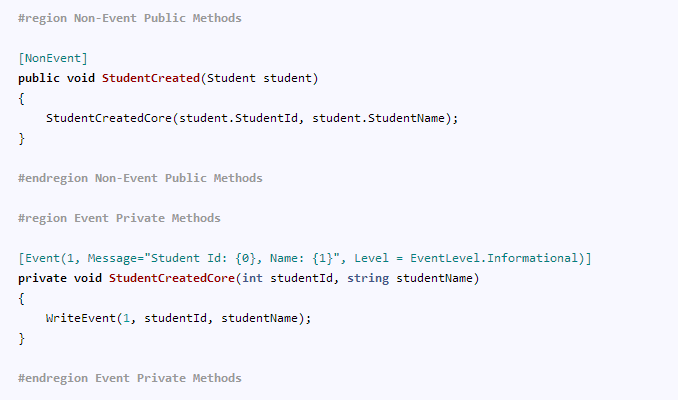 #region Non-Event Public Methods
[NonEvent]
public void StudentCreated(Student student)
{
    StudentCreatedCore(student.StudentId, student.StudentName);
}
#endregion Non-Event Public Methods
#region Event Private Methods
[Event(1, Message="Student Id: {0}, Name: {1}", Level = EventLevel.Informational)]
private void StudentCreatedCore(int studentId, string studentName)
{
    WriteEvent(1, studentId, studentName);
}
#endregion Event Private Methods